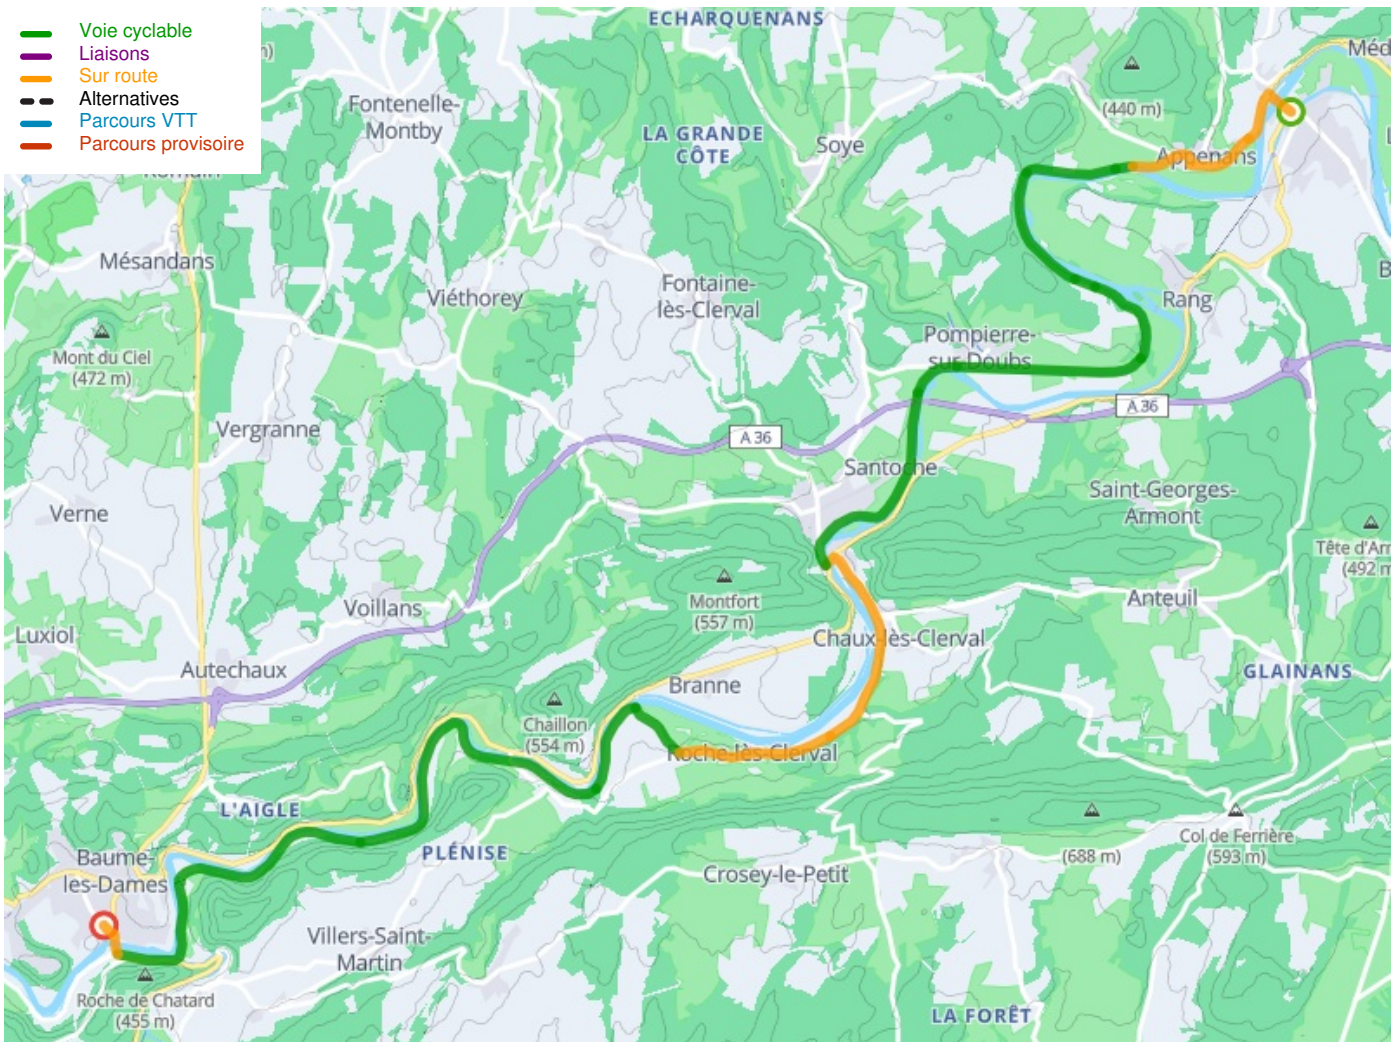 Voie cyclable
Liaisons
Sur route
Alternatives
Parcours VTT
Parcours provisoire
ECHARQUENANS
Fontenelle-
Montby
LA GRANDE
CÔTE
Soye
(440 m)
Appenans
Mésandans
Viéthorey
Fontaine-
lès-Clerval
Rang
Pompierre-
sur-Doubs
Mont du Ciel
(472 m)
Vergranne
A 36
A 36
Santoche
Saint-Georges-
Armont
Verne
Montfort
(557 m)
Voillans
Anteuil
Luxiol
Chaux-lès-Clerval
Autechaux
Branne
GLAINANS
Chaillon
(554 m)
Roche-lès-Clerval
L'AIGLE
PLÉNISE
Baume-
les-Dames
Crosey-le-Petit
(688 m)
Col de Ferrière
(593 m)
Villers-Saint-
Martin
Roche de Chatard
(455 m)
LA FORÊT